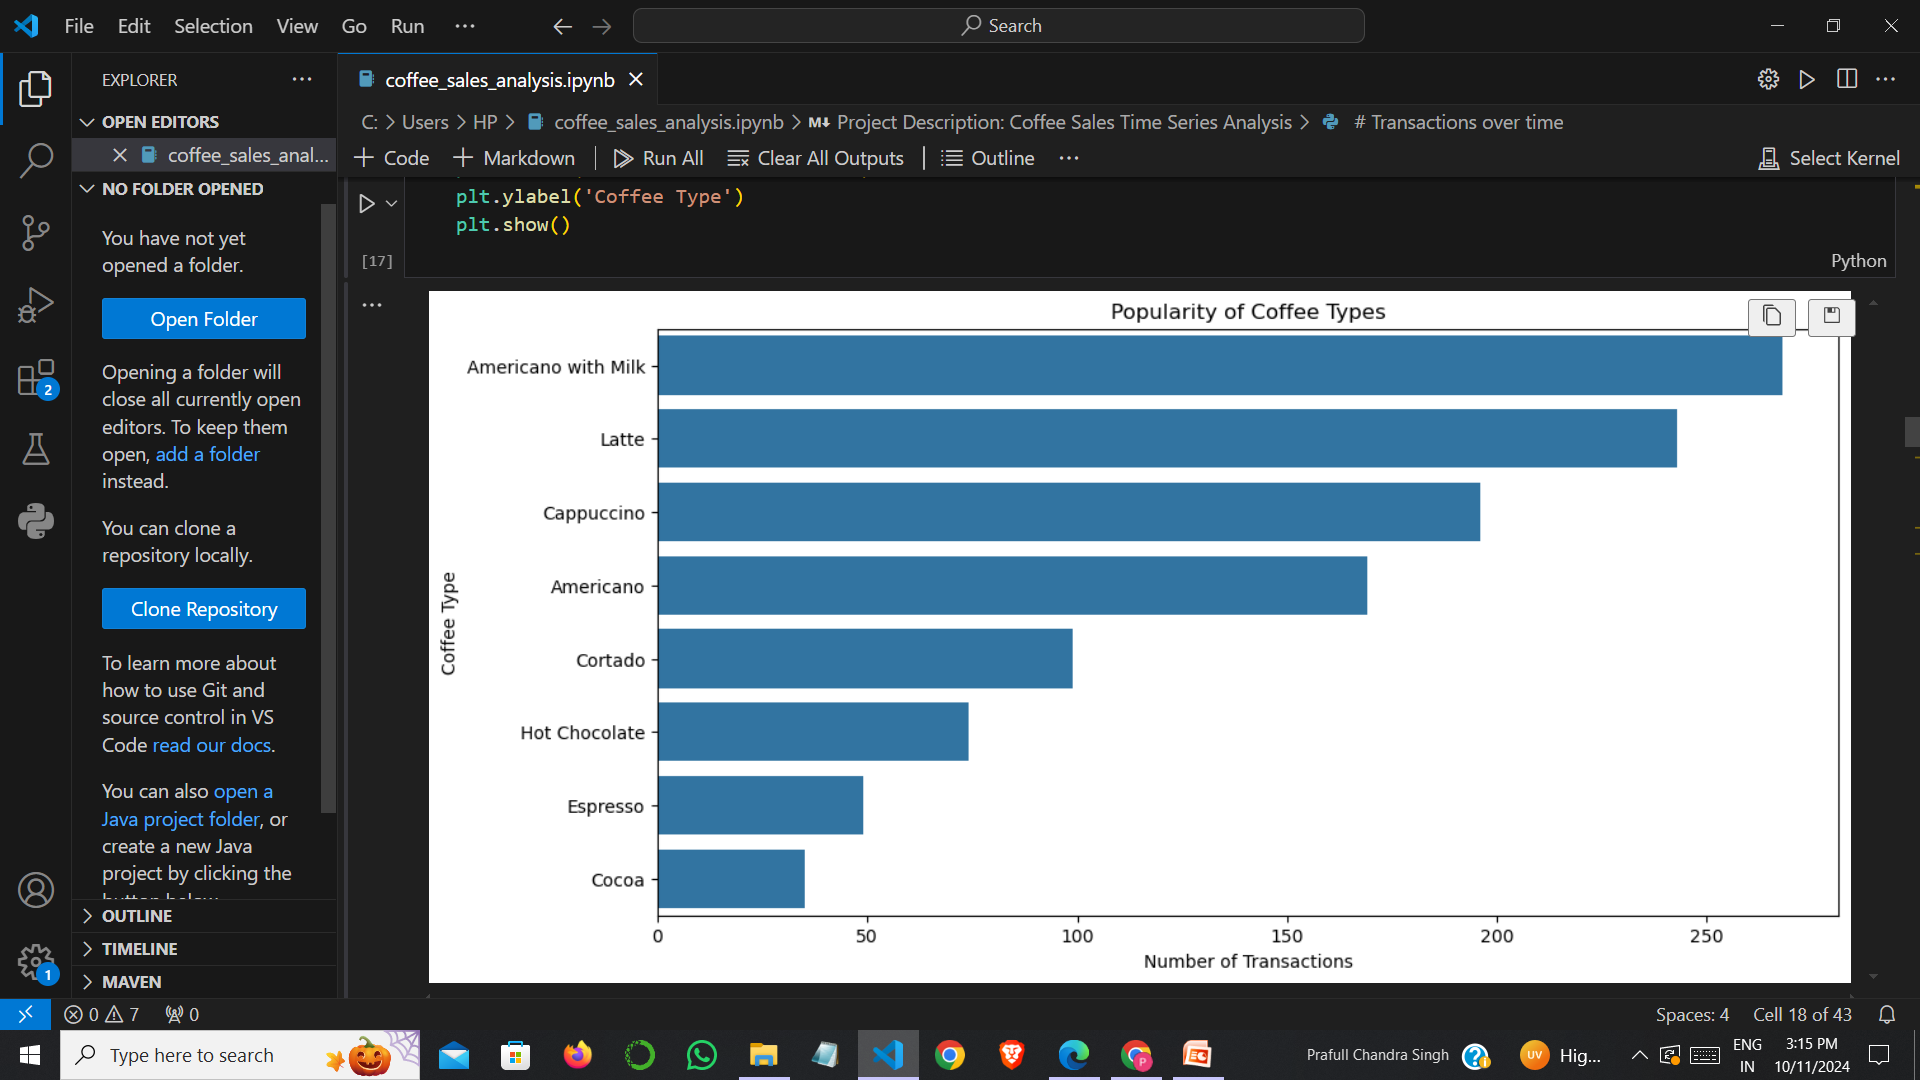 File Edit Selection View Go Run ···
Search
EXPLORER
OPEN EDITORS
coffee_sales_anal...
NO FOLDER OPENED
You have not yet
opened a folder.
Open Folder
Opening a folder will
close all currently open
editors. To keep them
open, add a folder
instead.
You can clone a
repository locally.
Clone Repository
To learn more about
how to use Git and
source control in VS
Code read our docs.
You can also open a
Java project folder, or
create a new Java
project by clicking the
button below
OUTLINE
TIMELINE
MAVEN
2
1
coffee_sales_analysis.ipynb
C: > Users > HP > coffee_sales_analysis.ipynb > M↓ Project Description: Coffee Sales Time Series Analysis > # Transactions over time
+ Code + Markdown Run All Clear All Outputs Outline ··· Select Kernel
plt.ylabel('Coffee Type')
plt.show()
[17]
Python
Popularity of Coffee Types
Americano with Milk
Latte
Cappuccino
Americano
Cortado
Hot Chocolate
Espresso
Cocoa
Coffee Type
0 50 100 150 200 250
Number of Transactions
0 7 0
Spaces: 4 Cell 18 of 43
Type here to search
Prafull Chandra Singh
UV Hig...
ENG
IN
3:15 PM
10/11/2024